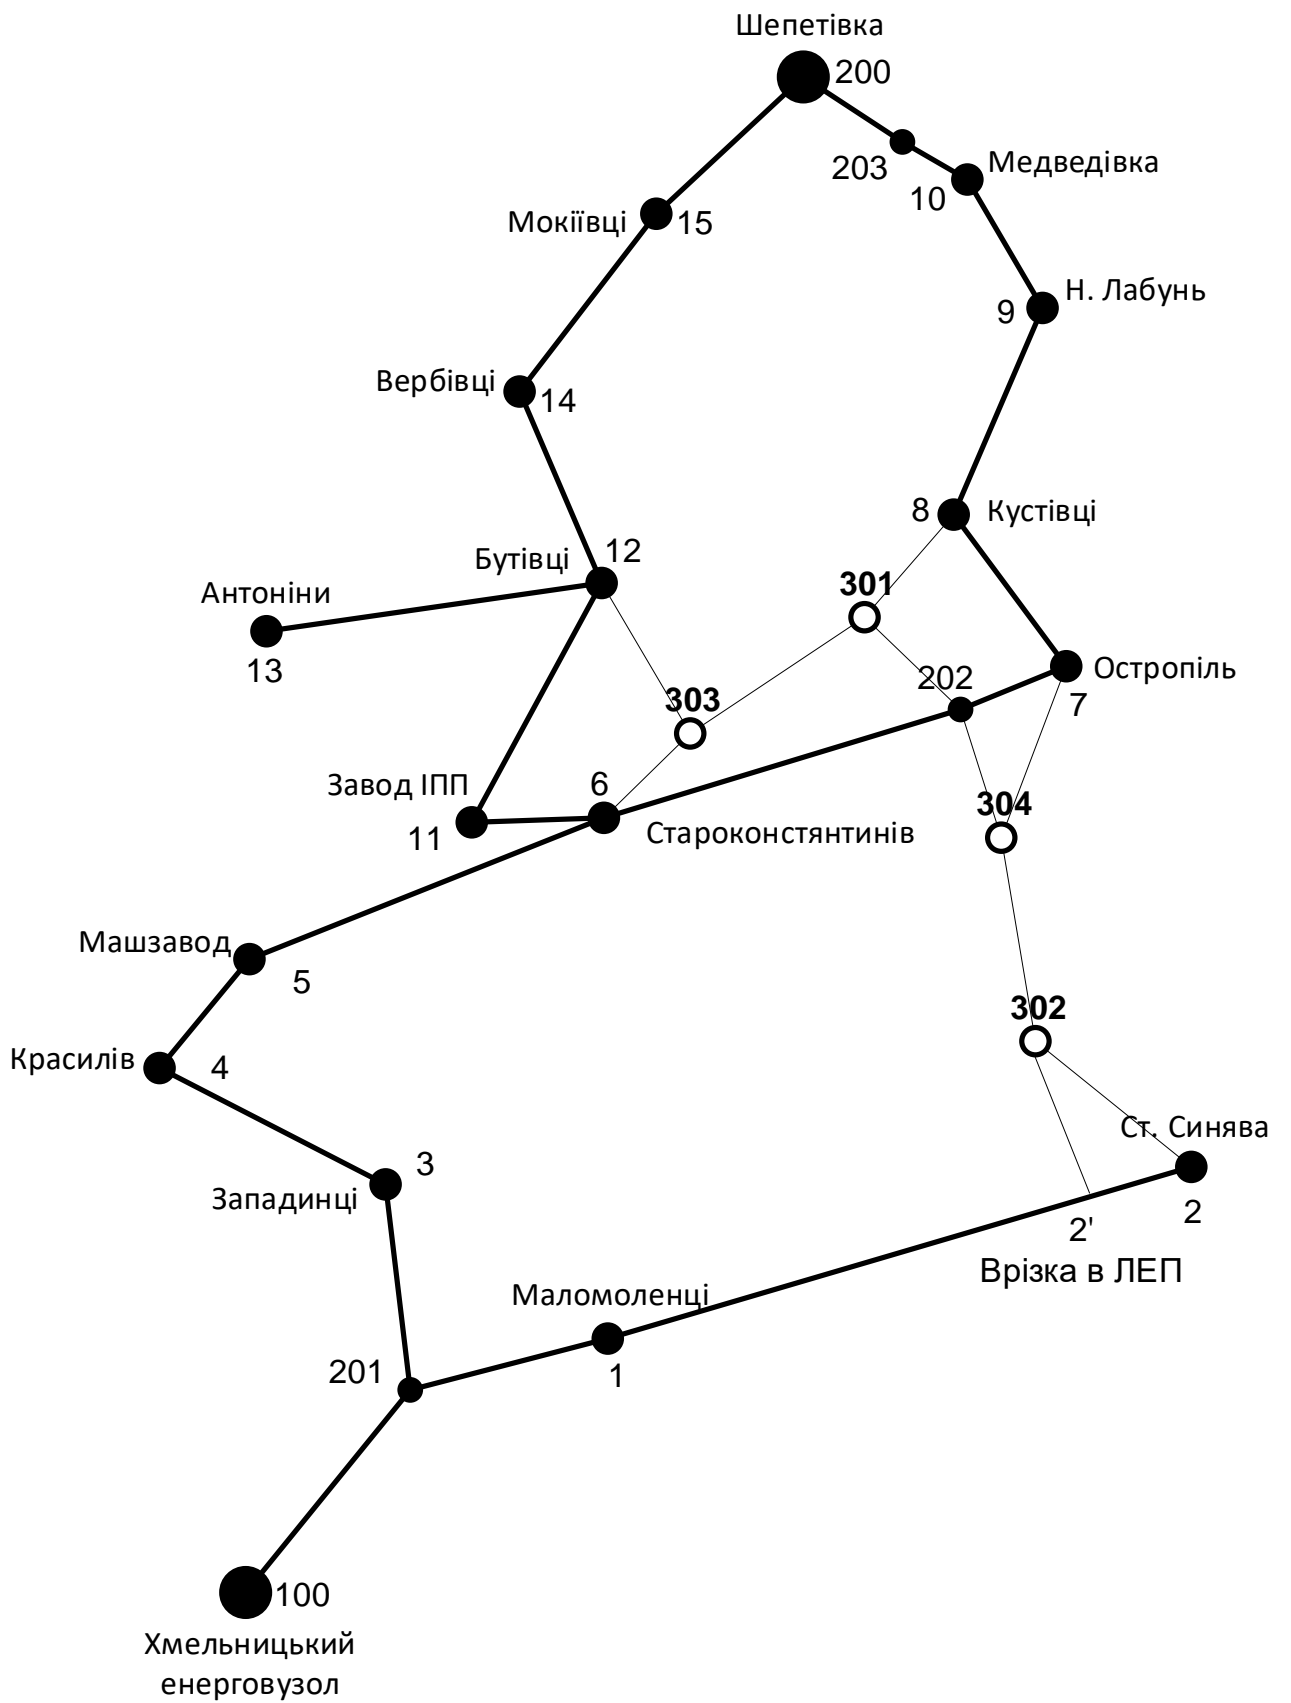 Шепетівка
200
203
Медведівка
10
Мокіївці
15
9
Н. Лабунь
Вербівці
14
8
Кустівці
12
Бутівці
301
Антоніни
13
202
Остропіль
7
303
Завод ІПП
6
304
11
Староконстянтинів
Машзавод
5
302
Красилів
4
Ст. Синява
3
Западинці
2
2'
Врізка в ЛЕП
Маломоленці
201
1
100
Хмельницький
енерговузол